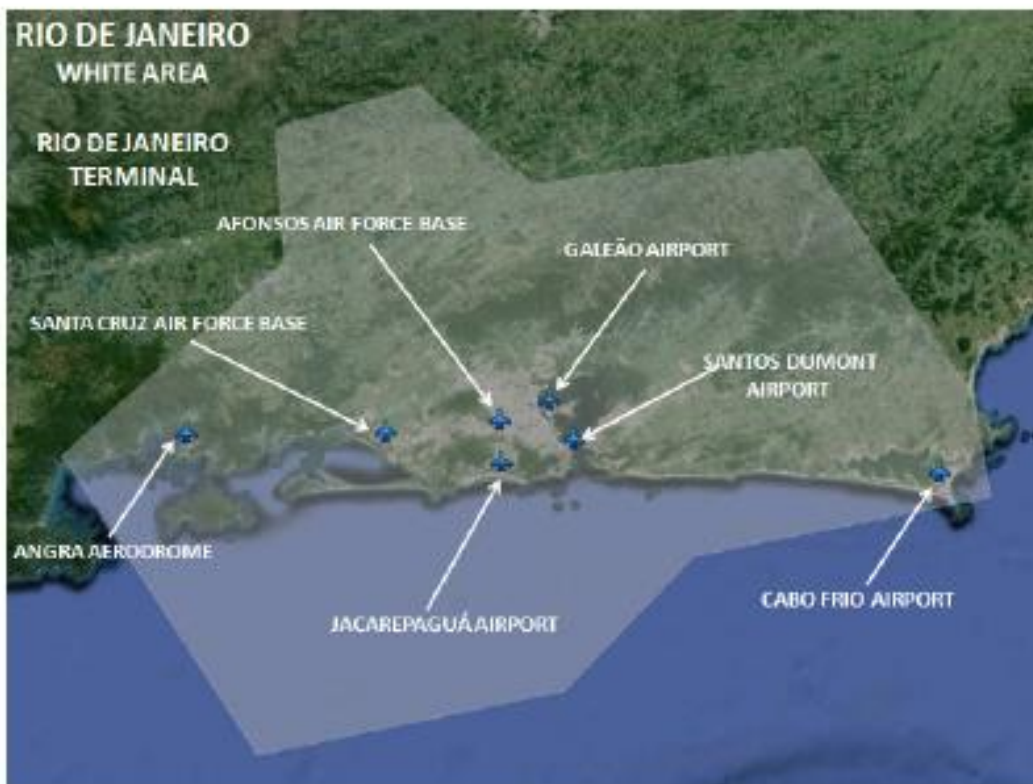 RIO DE JANEIRO
WHITE AREA
RIO DE JANEIRO
TERMINAL
AFONSOS AIR FORCE BASE
GALEÃO AIRPORT
SANTA CRUZ AIR FORCE BASE
SANTOS DUMONT
AIRPORT
ANGRA AERODROME
CABO FRIO AIRPORT
JACAREPAGUÁ AIRPORT